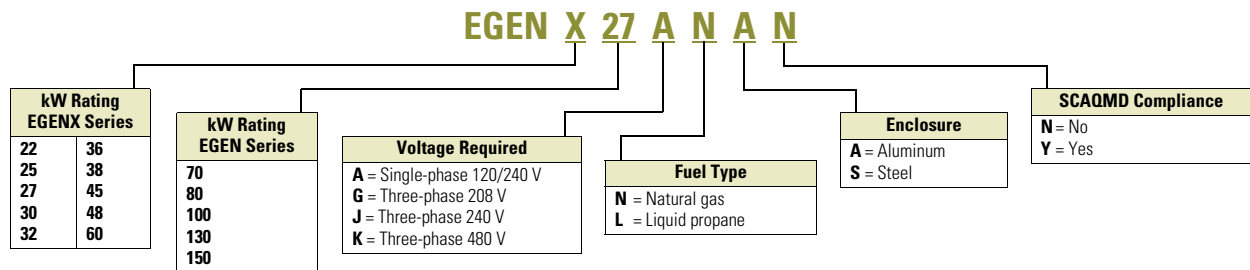 EGEN X 27 A N A N
kW Rating
EGENX Series
22 36
25 38
27 45
30 48
32 60
kW Rating
EGEN Series
70
80
100
130
150
Voltage Required
A = Single-phase 120/240 V
G = Three-phase 208 V
J = Three-phase 240 V
K = Three-phase 480 V
Fuel Type
N = Natural gas
L = Liquid propane
Enclosure
A = Aluminum
S = Steel
SCAQMD Compliance
N = No
Y = Yes